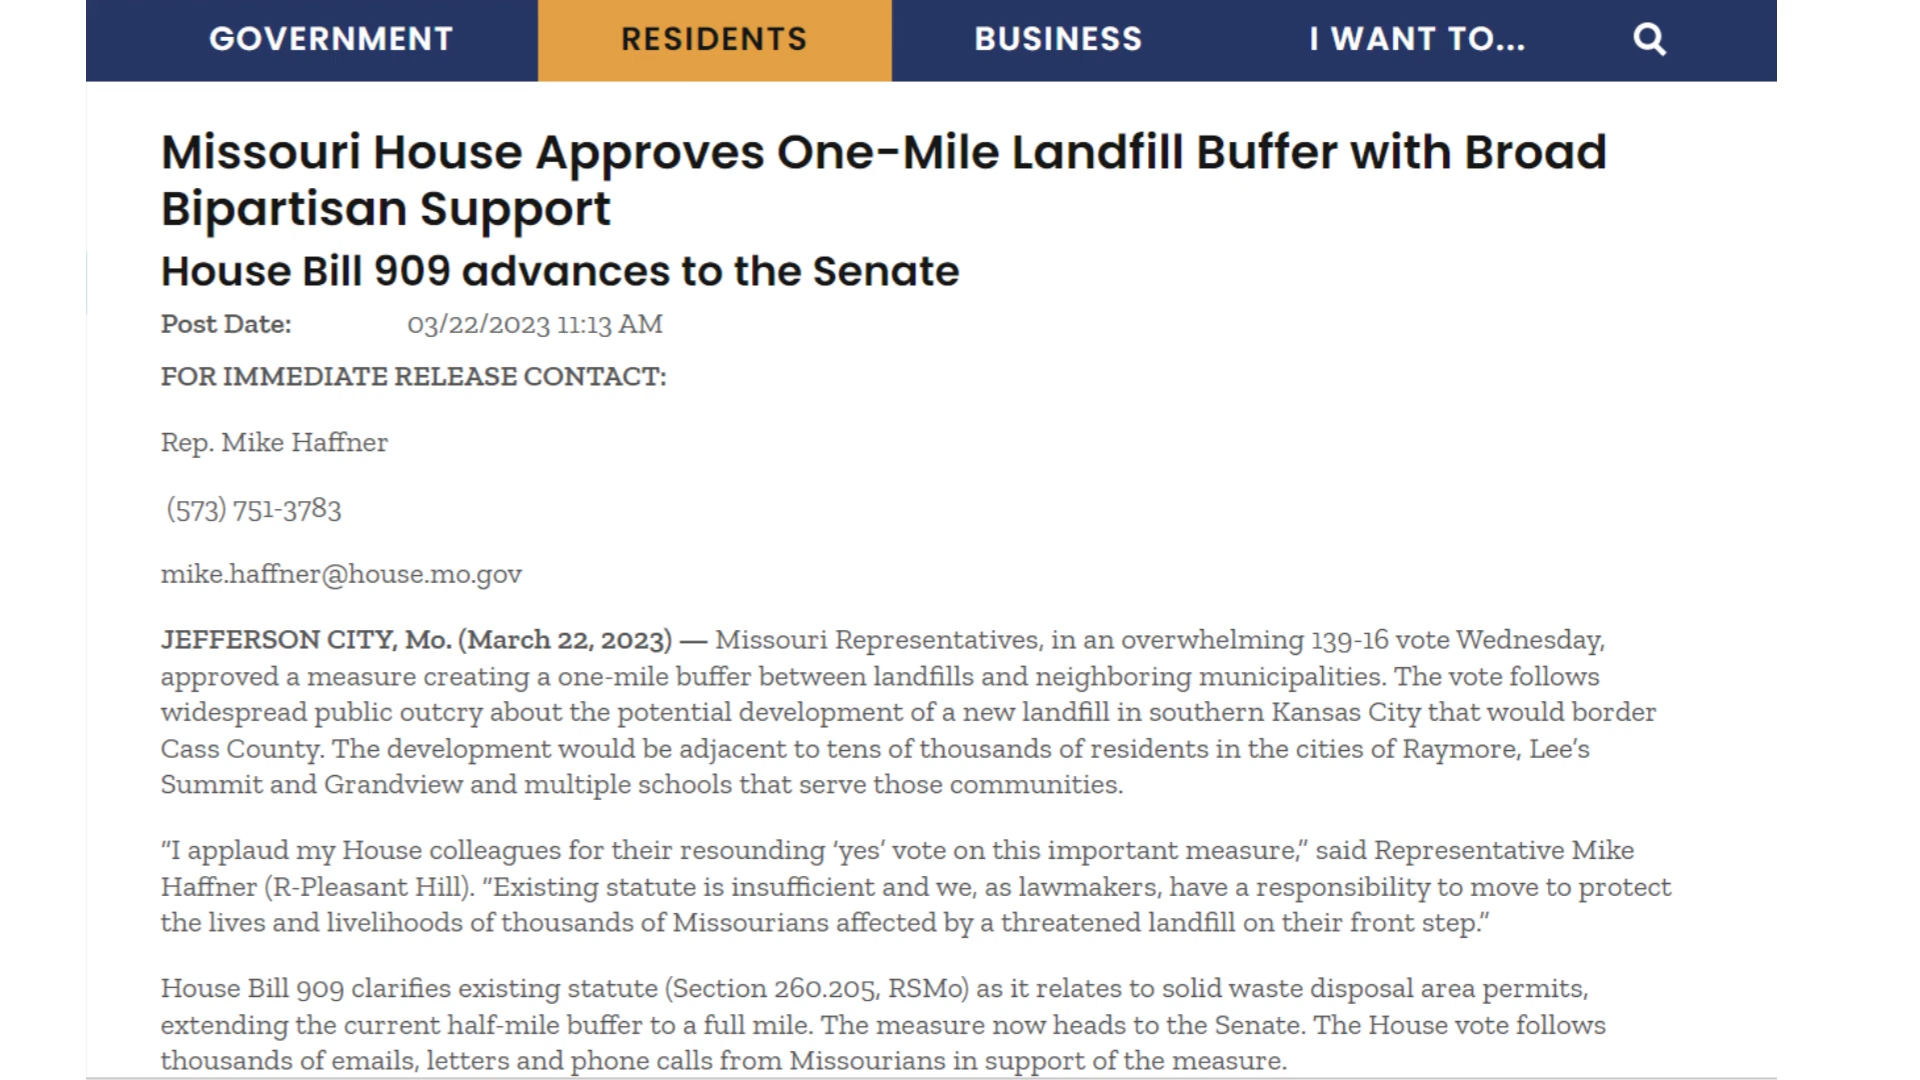 GOVERNMENT RESIDENTS BUSINESS I WANT TO...
Missouri House Approves One-Mile Landfill Buffer with Broad
Bipartisan Support
House Bill 909 advances to the Senate
Post Date: 03/22/2023 11:13 AM
FOR IMMEDIATE RELEASE CONTACT:
Rep. Mike Haffner
(573) 751-3783
mike.haffner@house.mo.gov
JEFFERSON CITY, Mo. (March 22, 2023) — Missouri Representatives, in an overwhelming 139-16 vote Wednesday,
approved a measure creating a one-mile buffer between landfills and neighboring municipalities. The vote follows
widespread public outcry about the potential development of a new landfill in southern Kansas City that would border
Cass County. The development would be adjacent to tens of thousands of residents in the cities of Raymore, Lee’s
Summit and Grandview and multiple schools that serve those communities.
“I applaud my House colleagues for their resounding ‘yes’ vote on this important measure,” said Representative Mike
Haffner (R-Pleasant Hill). “Existing statute is insufficient and we, as lawmakers, have a responsibility to move to protect
the lives and livelihoods of thousands of Missourians affected by a threatened landfill on their front step.”
House Bill 909 clarifies existing statute (Section 260.205, RSMo) as it relates to solid waste disposal area permits,
extending the current half-mile buffer to a full mile. The measure now heads to the Senate. The House vote follows
thousands of emails, letters and phone calls from Missourians in support of the measure.